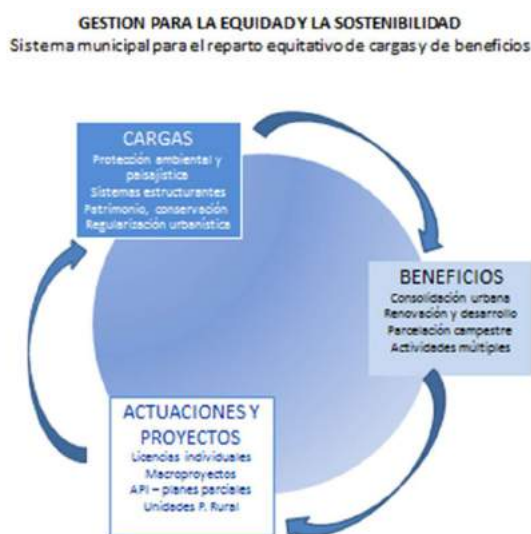 GESTION PARA LA EQUIDAD Y LA SOSTENIBILIDAD
Sistema municipal para el reparto equitativo de cargas y de beneficios
CARGAS
Protección ambiental y
paisajística
Sistemas estructurantes
Patrimonio, conservación
Regularización urbanística
BENEFICIOS
Consolidación urbana
Renovación y desarrollo
Parcelación campestre
Actividades múltiples
ACTUACIONES Y
PROYECTOS
Licencias individuales
Macroproyectos
API – planes parciales
Unidades P. Rural